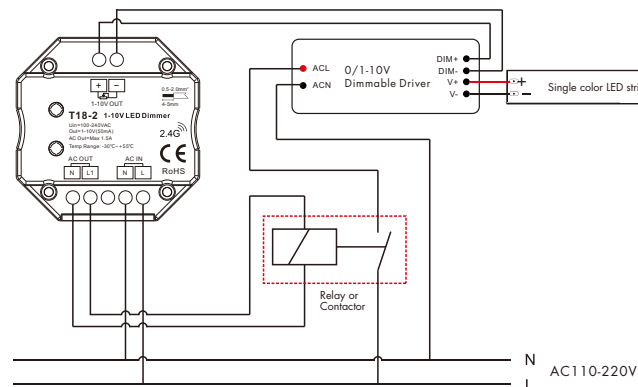 + −
1-10V OUT
0.5-2.0mm²
4-5mm
T18-2 1-10V LED Dimmer
Uin=100-240VAC
Out=1-10V(50mA)
AC Out=Max 1.5A
Temp Range: -30°C~ +55°C
2.4G
CE
RoHS
AC OUT
AC IN
N L1 N L
ACL
ACN
0/1-10V
Dimmable Driver
DIM+
DIM-
V+
V-
+
−
Single color LED stri
Relay or
Contactor
N
AC110-220V
L